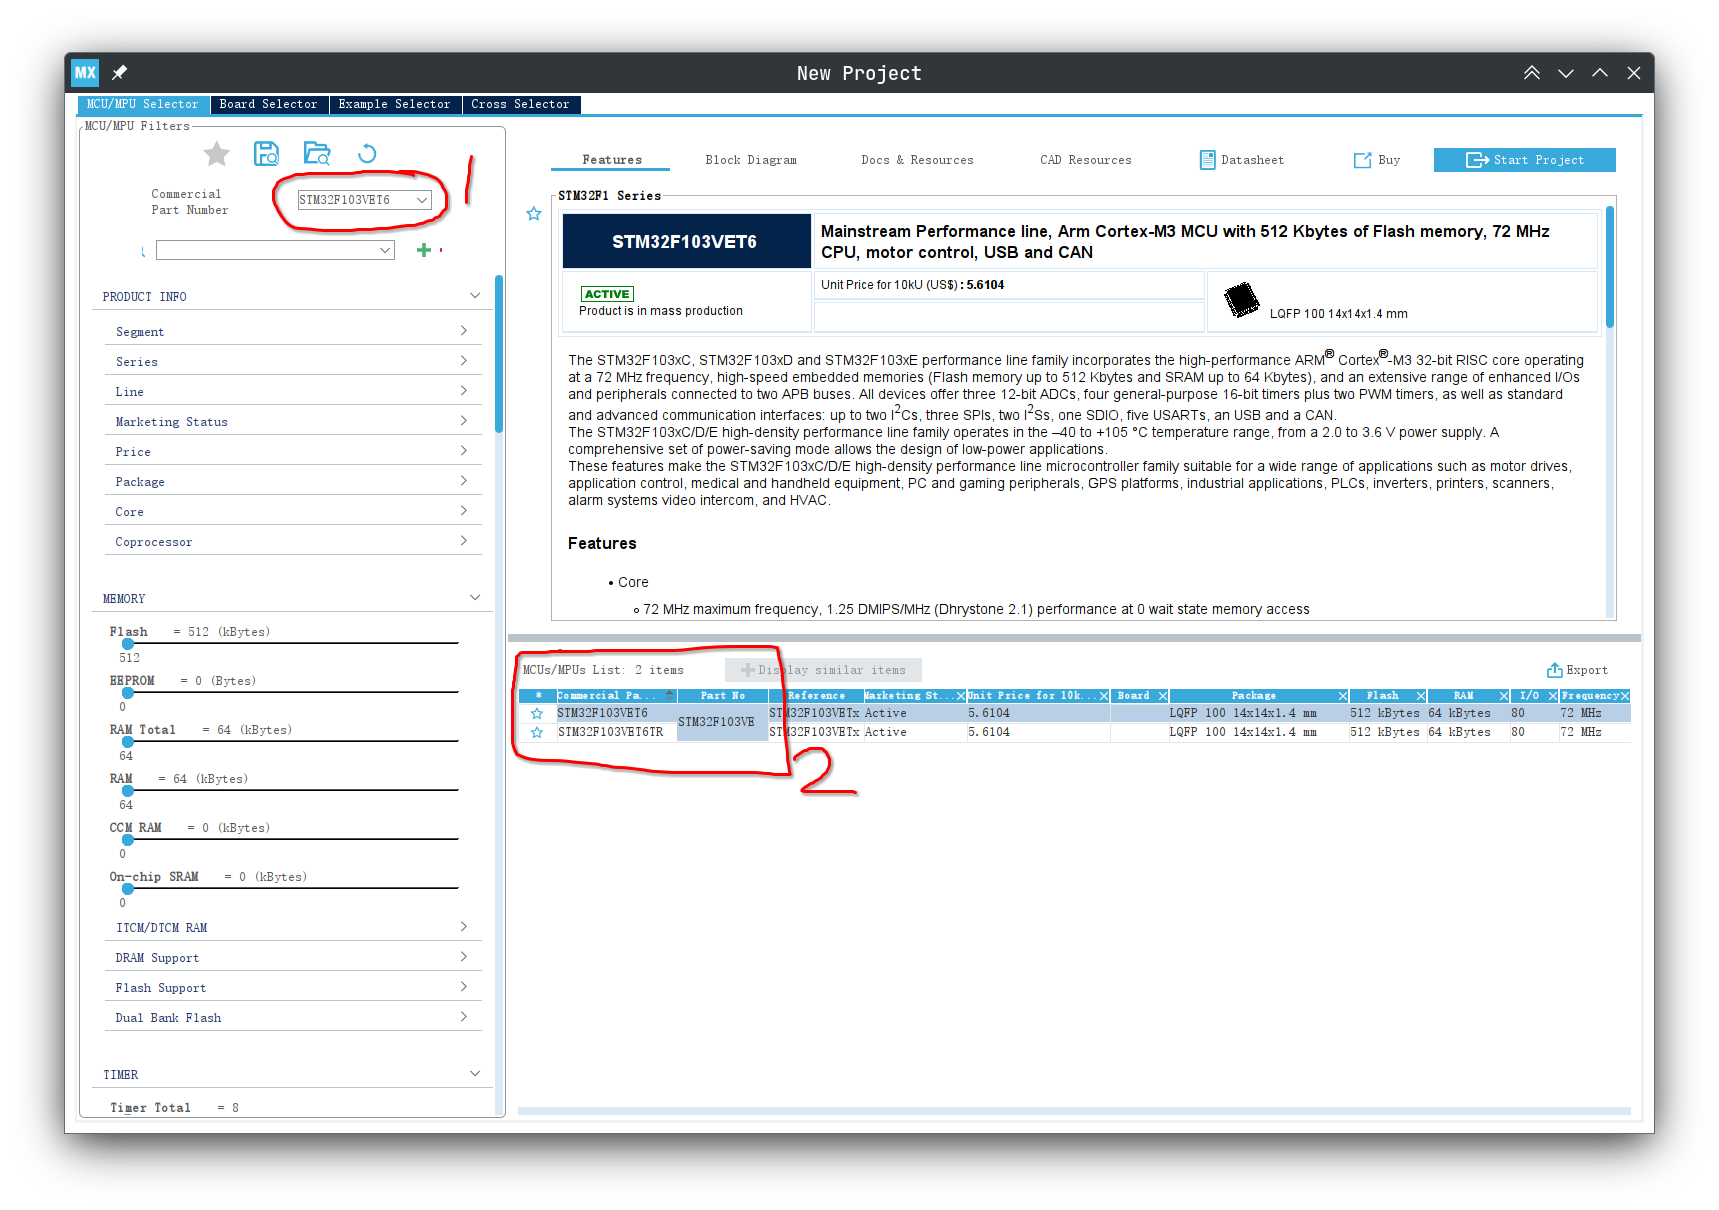 MX New Project
MCU/MPU Selector Board Selector Example Selector Cross Selector
MCU/MPU Filters
Commercial
Part Number
STM32F103VET6
1
PRODUCT INFO
Segment
Series
Line
Marketing Status
Price
Package
Core
Coprocessor
MEMORY
Flash = 512 (kBytes)
512
EEPROM = 0 (Bytes)
0
RAM Total = 64 (kBytes)
64
RAM = 64 (kBytes)
64
CCM RAM = 0 (kBytes)
0
On-chip SRAM = 0 (kBytes)
0
ITCM/DTCM RAM
DRAM Support
Flash Support
Dual Bank Flash
TIMER
Timer Total = 8
Features Block Diagram Docs & Resources CAD Resources Datasheet Buy Start Project
STM32F1 Series
STM32F103VET6
Mainstream Performance line, Arm Cortex-M3 MCU with 512 Kbytes of Flash memory, 72 MHz
CPU, motor control, USB and CAN
ACTIVE
Product is in mass production
Unit Price for 10kU (US$) : 5.6104
LQFP 100 14x14x1.4 mm
The STM32F103xC, STM32F103xD and STM32F103xE performance line family incorporates the high-performance ARM® Cortex®-M3 32-bit RISC core operating
at a 72 MHz frequency, high-speed embedded memories (Flash memory up to 512 Kbytes and SRAM up to 64 Kbytes), and an extensive range of enhanced I/Os
and peripherals connected to two APB buses. All devices offer three 12-bit ADCs, four general-purpose 16-bit timers plus two PWM timers, as well as standard
and advanced communication interfaces: up to two I²Cs, three SPIs, two I²Ss, one SDIO, five USARTs, an USB and a CAN.
The STM32F103xC/D/E high-density performance line family operates in the –40 to +105 °C temperature range, from a 2.0 to 3.6 V power supply. A
comprehensive set of power-saving mode allows the design of low-power applications.
These features make the STM32F103xC/D/E high-density performance line microcontroller family suitable for a wide range of applications such as motor drives,
application control, medical and handheld equipment, PC and gaming peripherals, GPS platforms, industrial applications, PLCs, inverters, printers, scanners,
alarm systems video intercom, and HVAC.
Features
• Core
72 MHz maximum frequency, 1.25 DMIPS/MHz (Dhrystone 2.1) performance at 0 wait state memory access
MCUs/MPUs List: 2 items Display similar items Export
* Commercial Pa... Part No Reference Marketing St... Unit Price for 10k... Board Package Flash RAM I/O Frequency
STM32F103VET6 STM32F103VE STM32F103VETx Active 5.6104 LQFP 100 14x14x1.4 mm 512 kBytes 64 kBytes 80 72 MHz
STM32F103VET6TR STM32F103VETx Active 5.6104 LQFP 100 14x14x1.4 mm 512 kBytes 64 kBytes 80 72 MHz
2